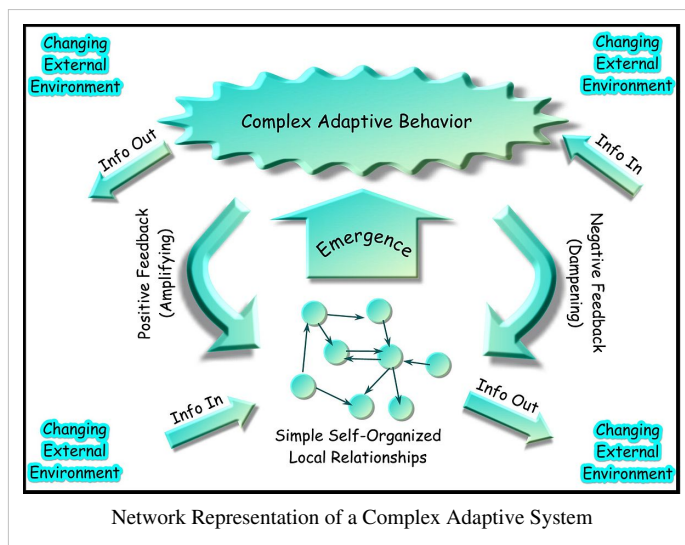 Changing
External
Environment
Changing
External
Environment
Complex Adaptive Behavior
Info Out
Info In
Positive Feedback
(Amplifying)
Emergence
Negative Feedback
(Dampening)
Info In
Info Out
Changing
External
Environment
Simple Self-Organized
Local Relationships
Changing
External
Environment
Network Representation of a Complex Adaptive System